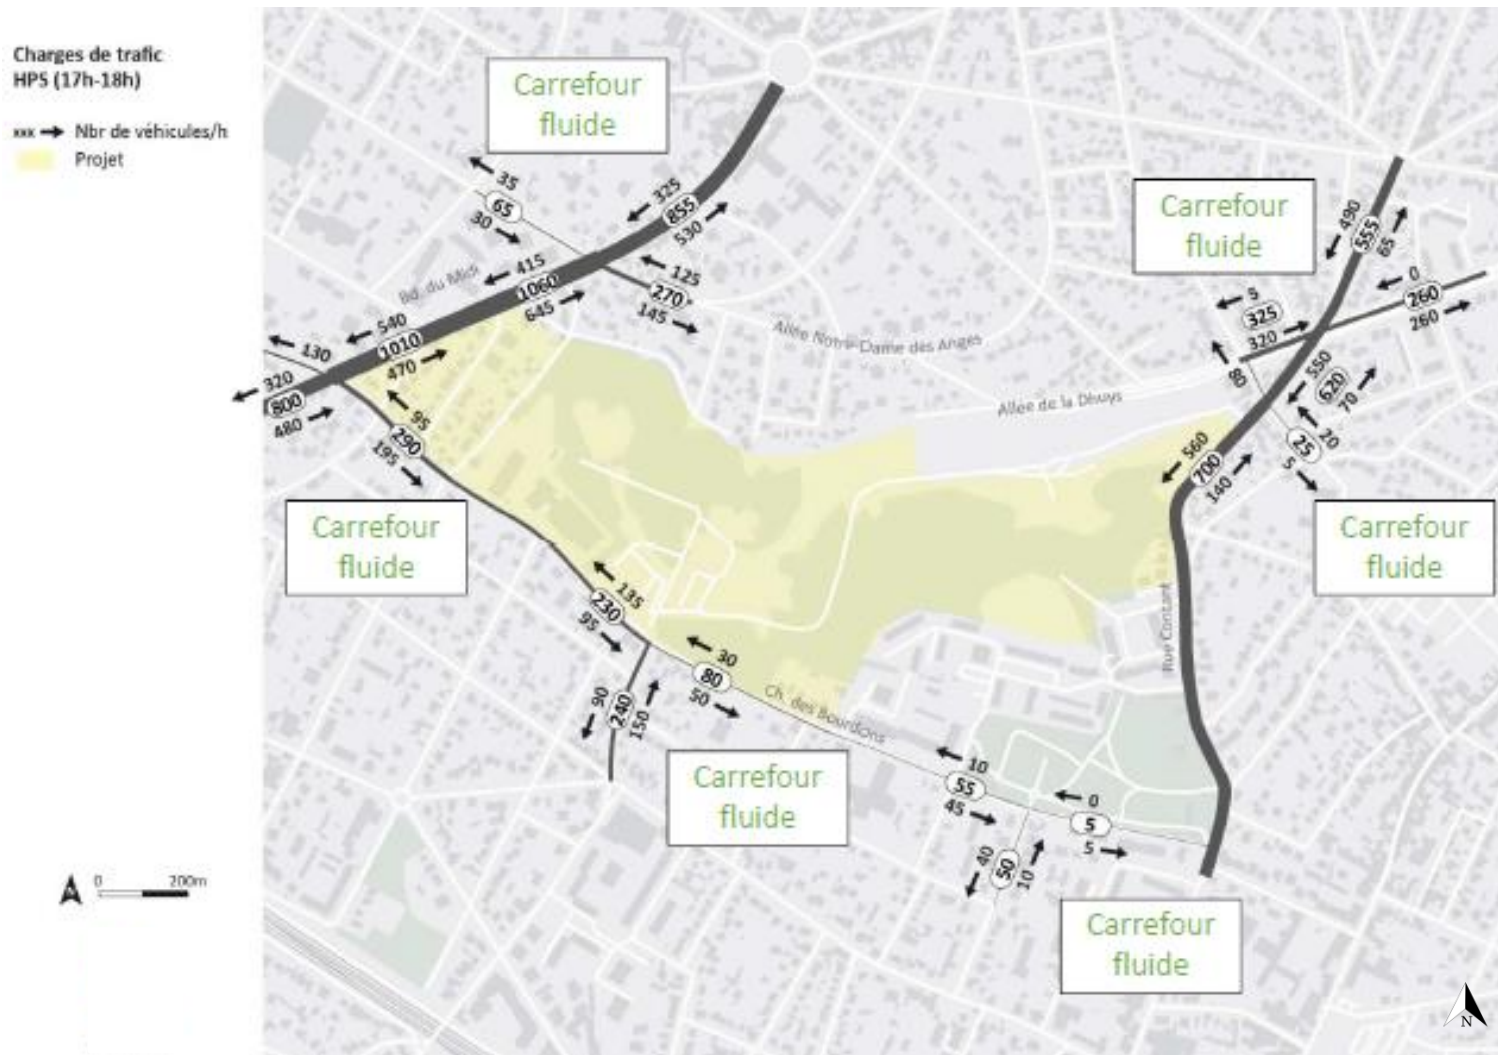 Charges de trafic
HPS (17h-18h)
xxx Nbr de véhicules/h
Projet
Carrefour
fluide
35
65
30
325
855
530
415
1060
645
125
270
145
Bd. du Midi
540
1010
470
130
320
800
480
95
290
195
Allée Notre-Dame des Anges
Allée de la Dhuys
Carrefour
fluide
490
555
65
0
260
260
5
325
320
80
550
620
70
20
25
5
560
700
140
Carrefour
fluide
Carrefour
fluide
135
230
95
30
80
50
90
240
150
Rue Contant
Ch. des Bourdons
Carrefour
fluide
10
55
45
0
5
5
40
50
10
Carrefour
fluide
0 200m
N